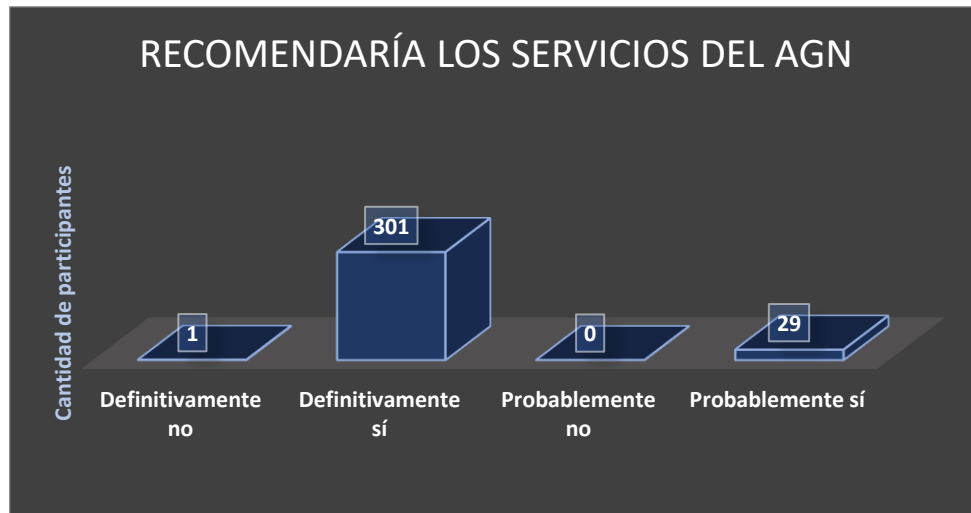 RECOMENDARÍA LOS SERVICIOS DEL AGN
Cantidad de participantes
1
301
0
29
Definitivamente
no
Definitivamente
sí
Probablemente
no
Probablemente sí